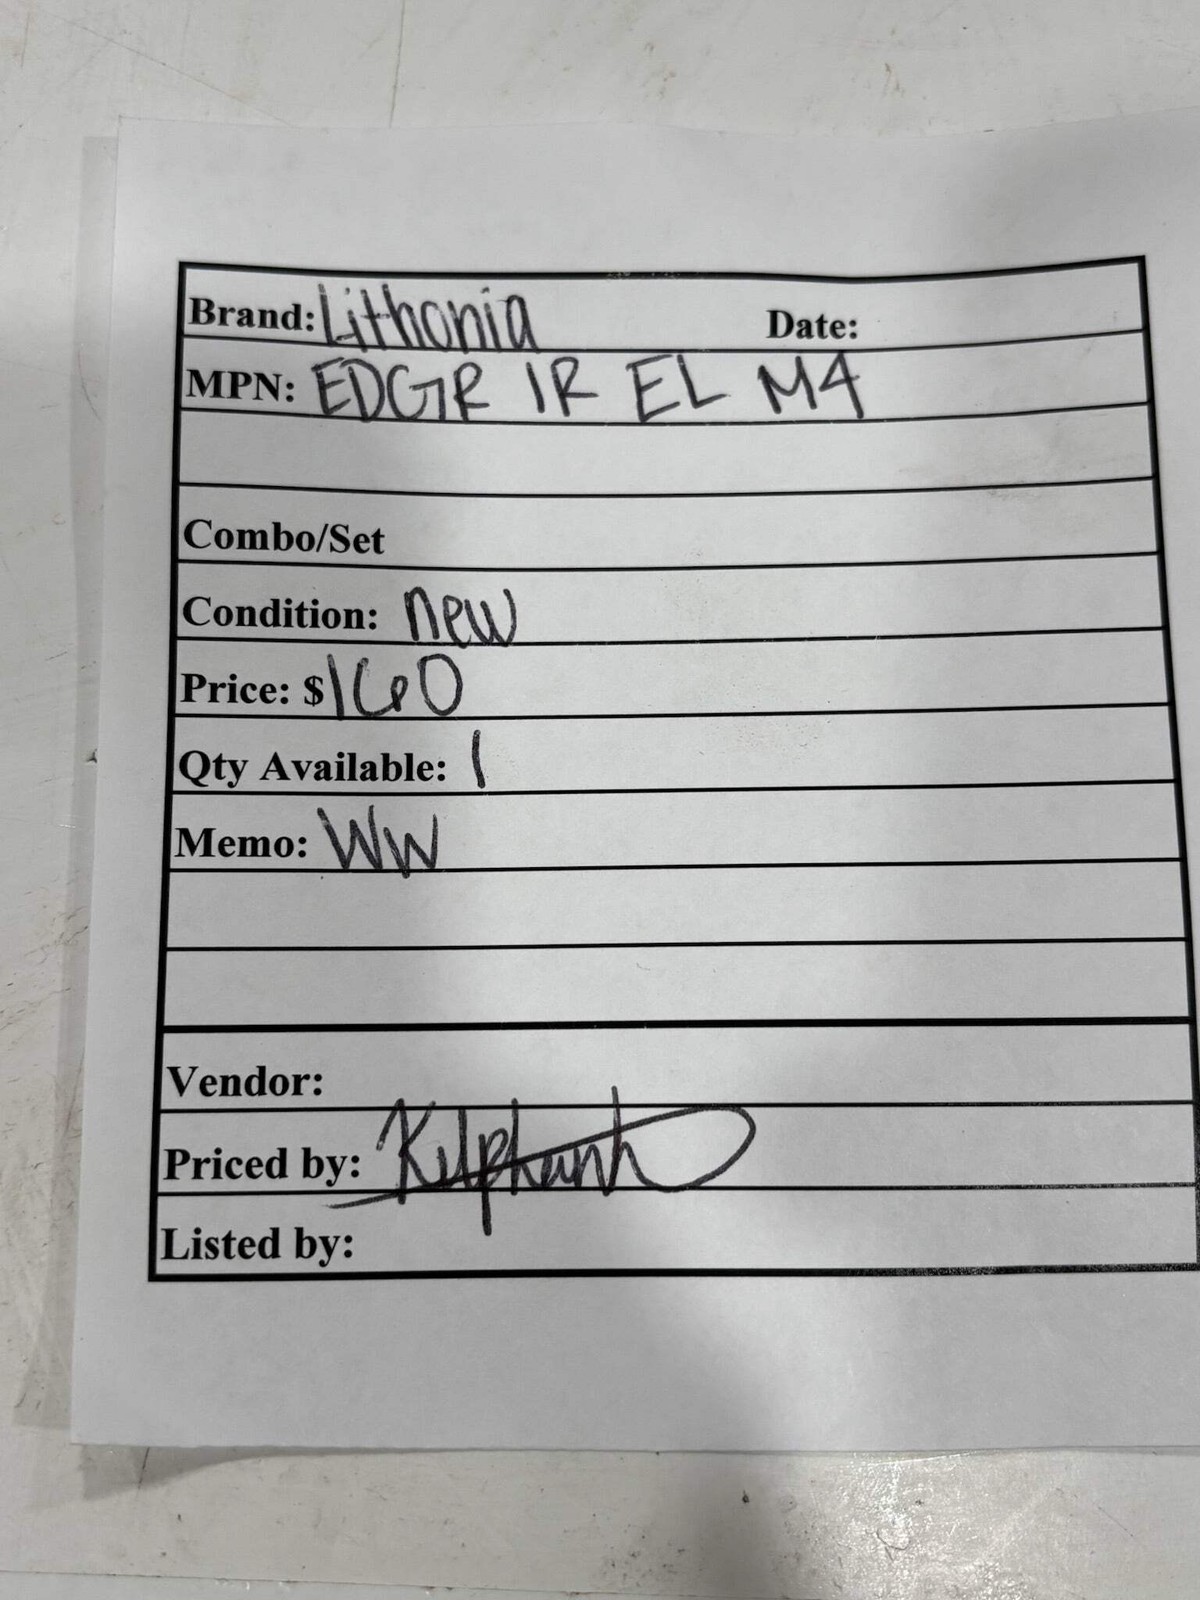 Brand: Lithonia Date:
MPN: EDGR 1R EL M4
Combo/Set
Condition: new
Price: $160
Qty Available: 1
Memo: WW
Vendor:
Priced by:
Listed by: